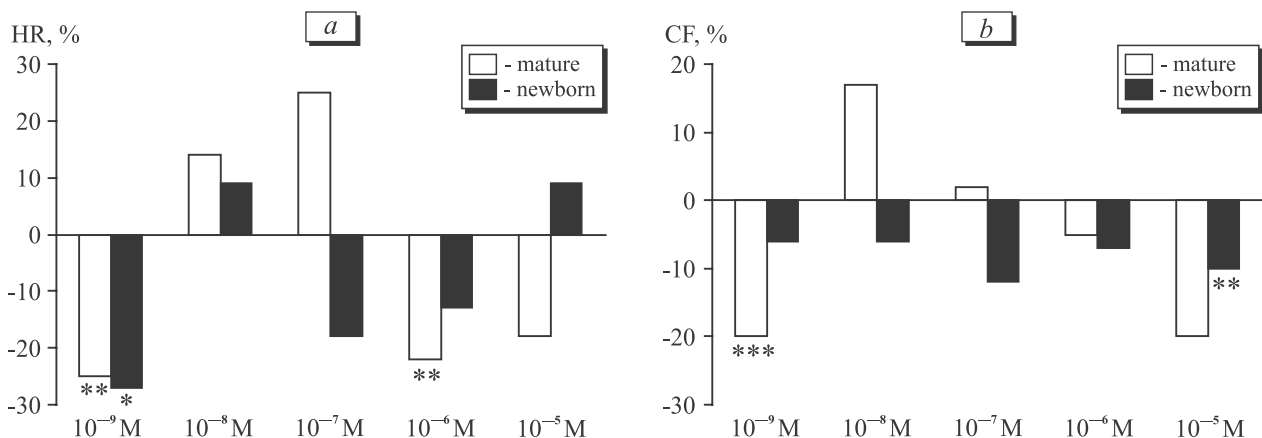 HR, %
a
30
20
10
0
-10
-20
-30
- mature
- newborn
**
*
**
10⁻⁹ M
10⁻⁸ M
10⁻⁷ M
10⁻⁶ M
10⁻⁵ M
CF, %
b
20
10
0
-10
-20
-30
- mature
- newborn
***
**
10⁻⁹ M
10⁻⁸ M
10⁻⁷ M
10⁻⁶ M
10⁻⁵ M